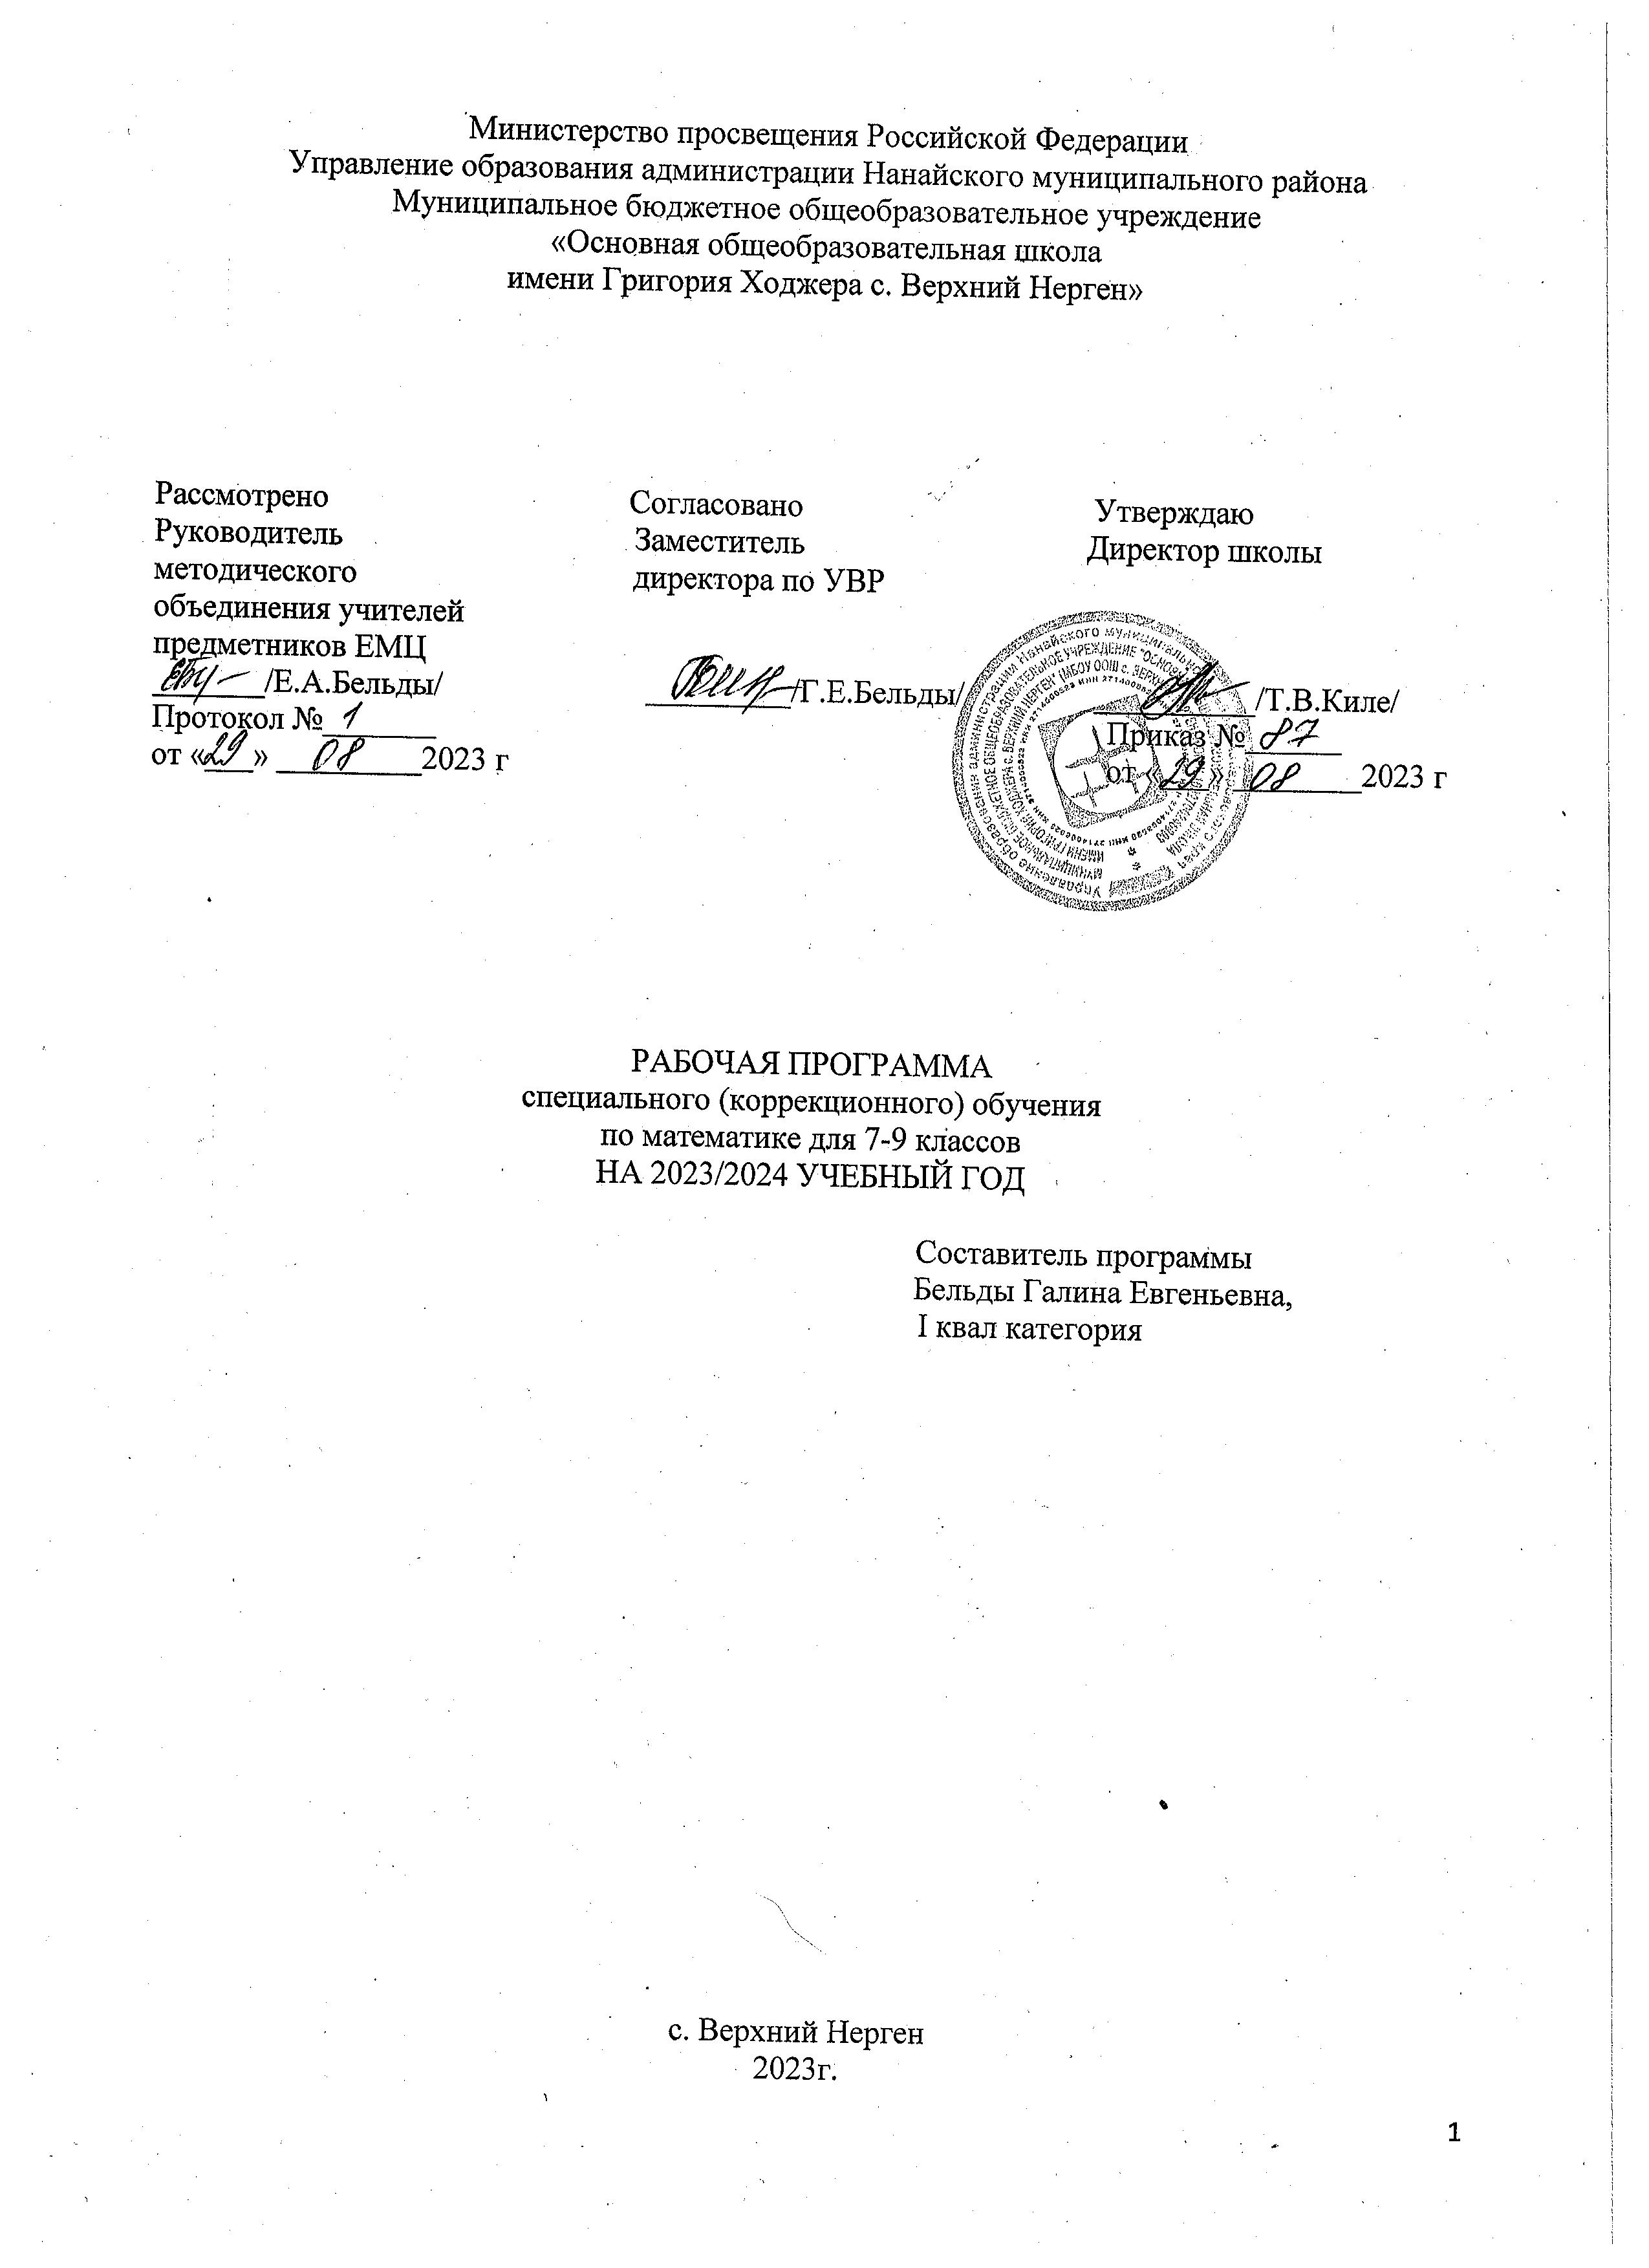 Министерство просвещения Российской Федерации
Управление образования администрации Нанайского муниципального района
Муниципальное бюджетное общеобразовательное учреждение
«Основная общеобразовательная школа
имени Григория Ходжера с. Верхний Нерген»
Рассмотрено
Руководитель
методического
объединения учителей
предметников ЕМЦ
/Е.А.Бельды/
Протокол № 1
от «29» 08 2023 г
Согласовано
Заместитель
директора по УВР
/Г.Е.Бельды/
Утверждаю
Директор школы
/Т.В.Киле/
Приказ № 87
от «29» 08 2023 г
РАБОЧАЯ ПРОГРАММА
специального (коррекционного) обучения
по математике для 7-9 классов
НА 2023/2024 УЧЕБНЫЙ ГОД
Составитель программы
Бельды Галина Евгеньевна,
I квал категория
с. Верхний Нерген
2023г.
1